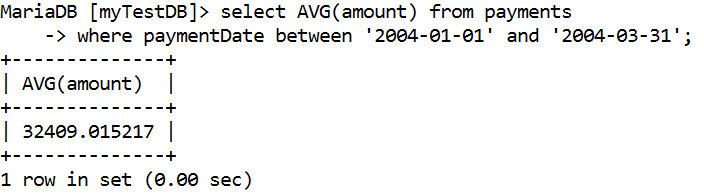 MariaDB [myTestDB]> select AVG(amount) from payments
    -> where paymentDate between '2004-01-01' and '2004-03-31';
+--------------+
| AVG(amount)  |
+--------------+
| 32409.015217 |
+--------------+
1 row in set (0.00 sec)